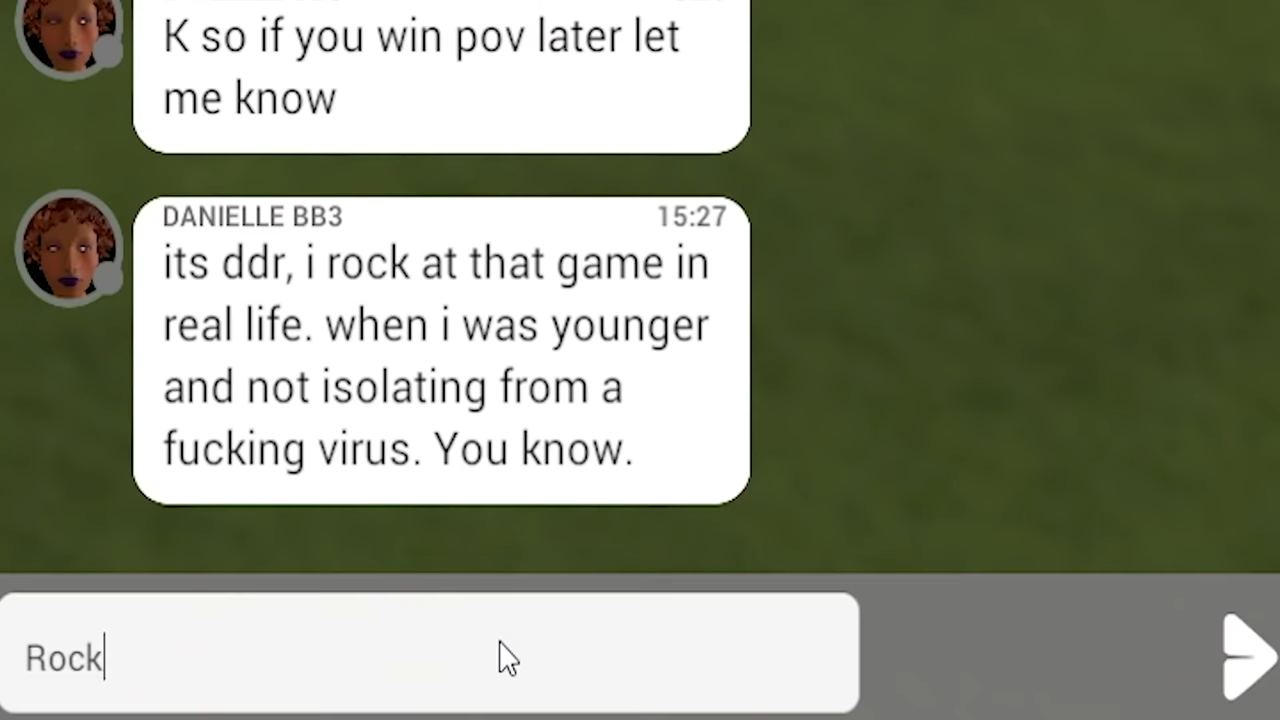 K so if you win pov later let
me know
DANIELLE BB3 15:27
its ddr, i rock at that game in
real life. when i was younger
and not isolating from a
fucking virus. You know.
Rock